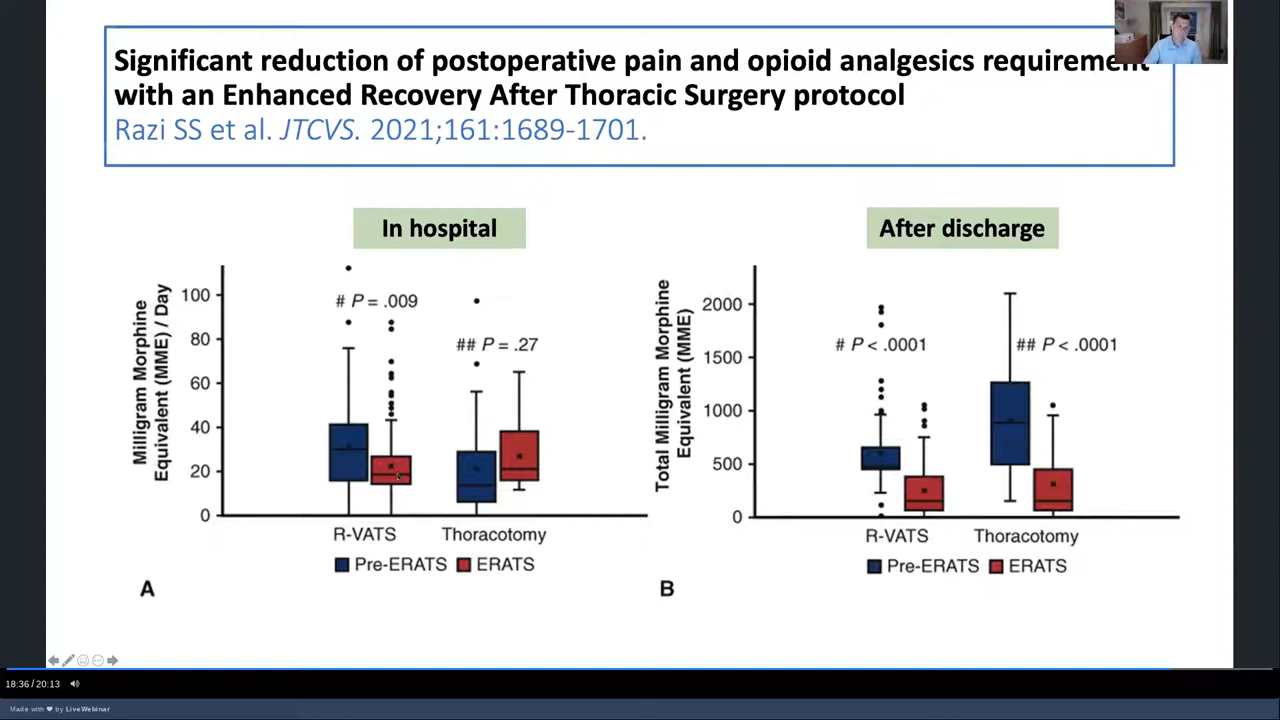 Significant reduction of postoperative pain and opioid analgesics requirement
with an Enhanced Recovery After Thoracic Surgery protocol
Razi SS et al. JTCVS. 2021;161:1689-1701.
In hospital
Milligram Morphine
Equivalent (MME) / Day
100
80
60
40
20
0
# P = .009
## P = .27
R-VATS
Thoracotomy
Pre-ERATS
ERATS
A
After discharge
Total Milligram Morphine
Equivalent (MME)
2000
1500
1000
500
0
# P < .0001
## P < .0001
R-VATS
Thoracotomy
Pre-ERATS
ERATS
B
18:36 / 20:13
Made with ❤ by LiveWebinar